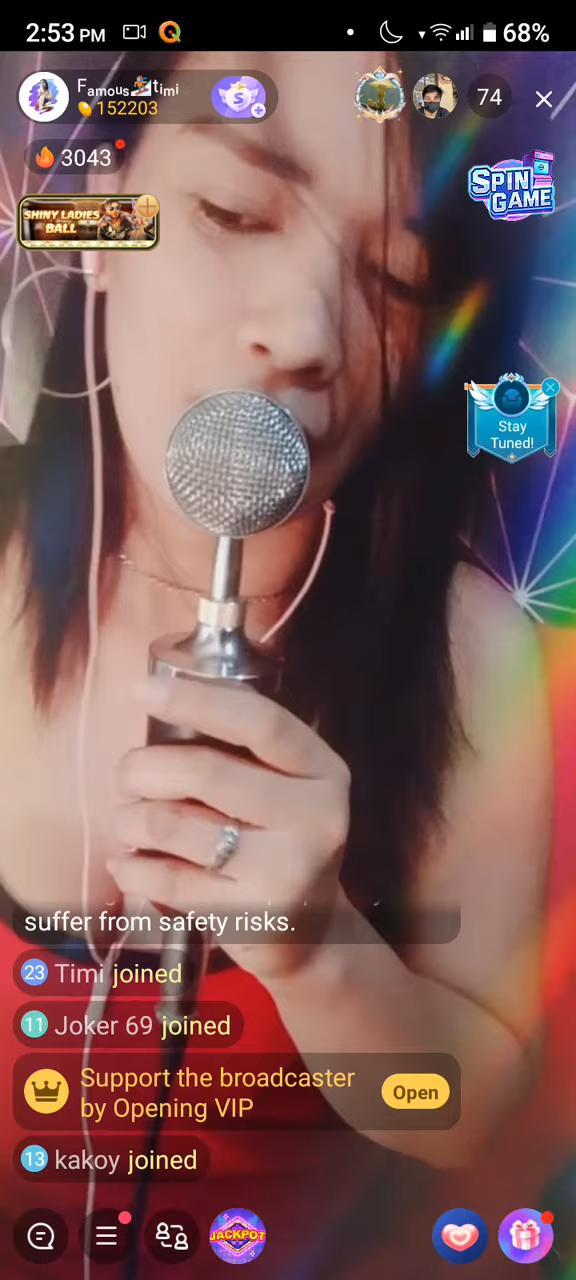 2:53 PM
68%
Famous timi
152203
S
74
3043
SPIN
GAME
SHINY LADIES
BALL
Stay
Tuned!
suffer from safety risks.
23 Timi joined
11 Joker 69 joined
Support the broadcaster
by Opening VIP
Open
13 kakoy joined
JACKPOT